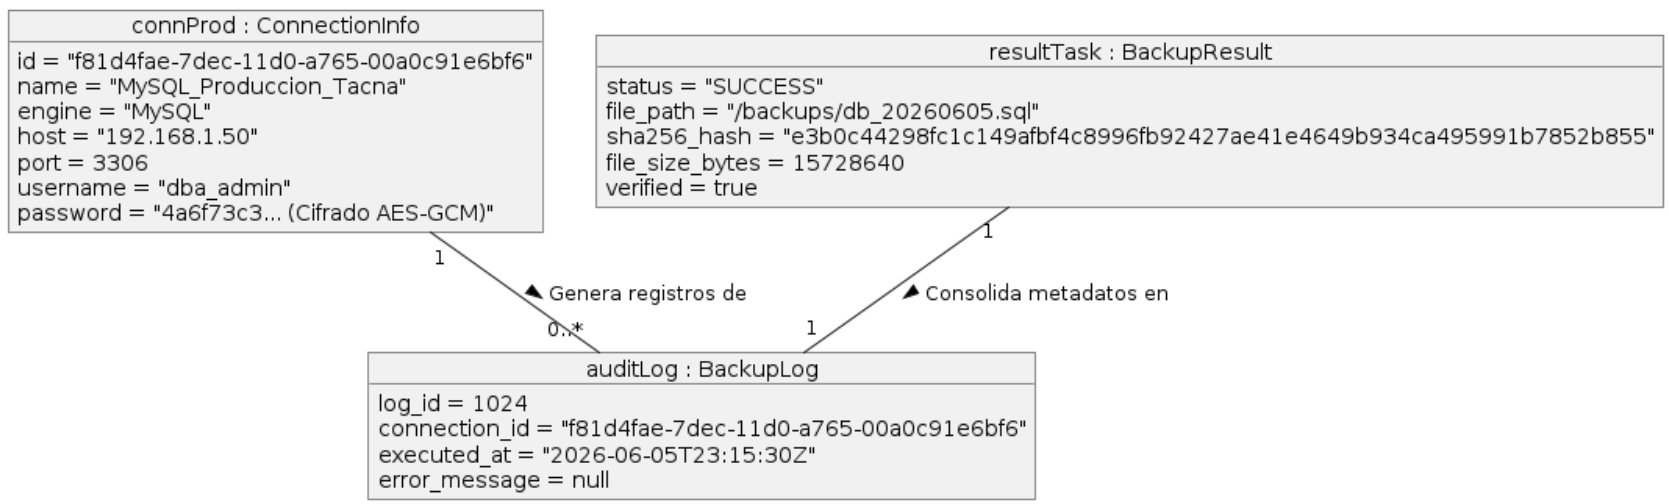 connProd : ConnectionInfo
id = "f81d4fae-7dec-11d0-a765-00a0c91e6bf6"
name = "MySQL_Produccion_Tacna"
engine = "MySQL"
host = "192.168.1.50"
port = 3306
username = "dba_admin"
password = "4a6f73c3... (Cifrado AES-GCM)"
resultTask : BackupResult
status = "SUCCESS"
file_path = "/backups/db_20260605.sql"
sha256_hash = "e3b0c44298fc1c149afbf4c8996fb92427ae41e4649b934ca495991b7852b855"
file_size_bytes = 15728640
verified = true
1
1
Genera registros de
Consolida metadatos en
0..*
1
auditLog : BackupLog
log_id = 1024
connection_id = "f81d4fae-7dec-11d0-a765-00a0c91e6bf6"
executed_at = "2026-06-05T23:15:30Z"
error_message = null